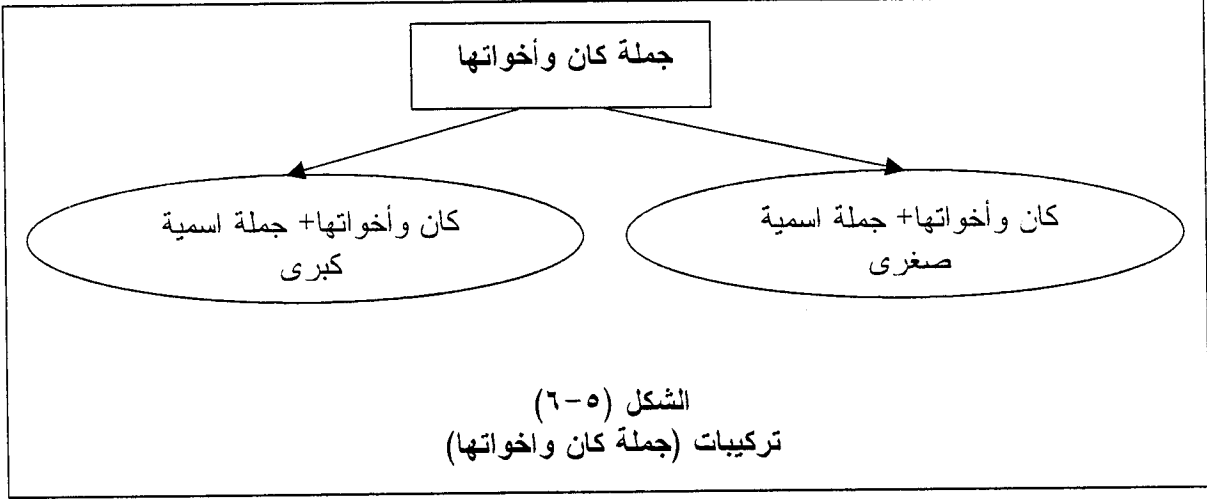 جملة كان وأخواتها
كان وأخواتها+ جملة اسمية
صغرى
كان وأخواتها+ جملة اسمية
كبرى
الشكل (٥-٦)
تركيبات (جملة كان واخواتها)